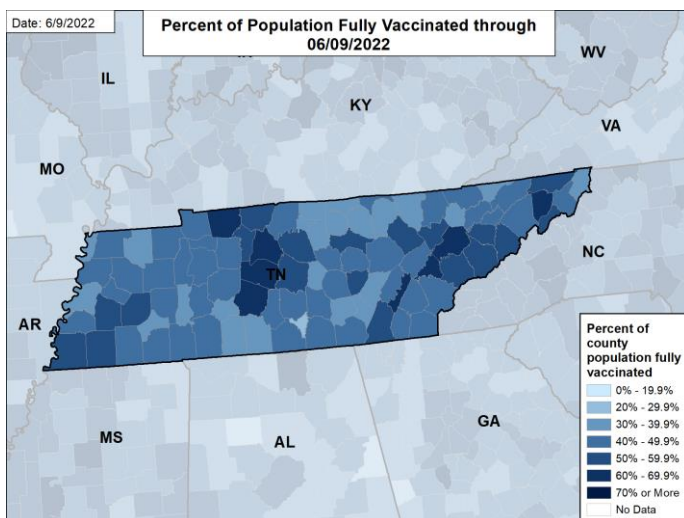 Date: 6/9/2022
Percent of Population Fully Vaccinated through
06/09/2022
IL
WV
KY
VA
MO
TN
NC
AR
MS
AL
GA
Percent of
county
population fully
vaccinated
0% - 19.9%
20% - 29.9%
30% - 39.9%
40% - 49.9%
50% - 59.9%
60% - 69.9%
70% or More
No Data